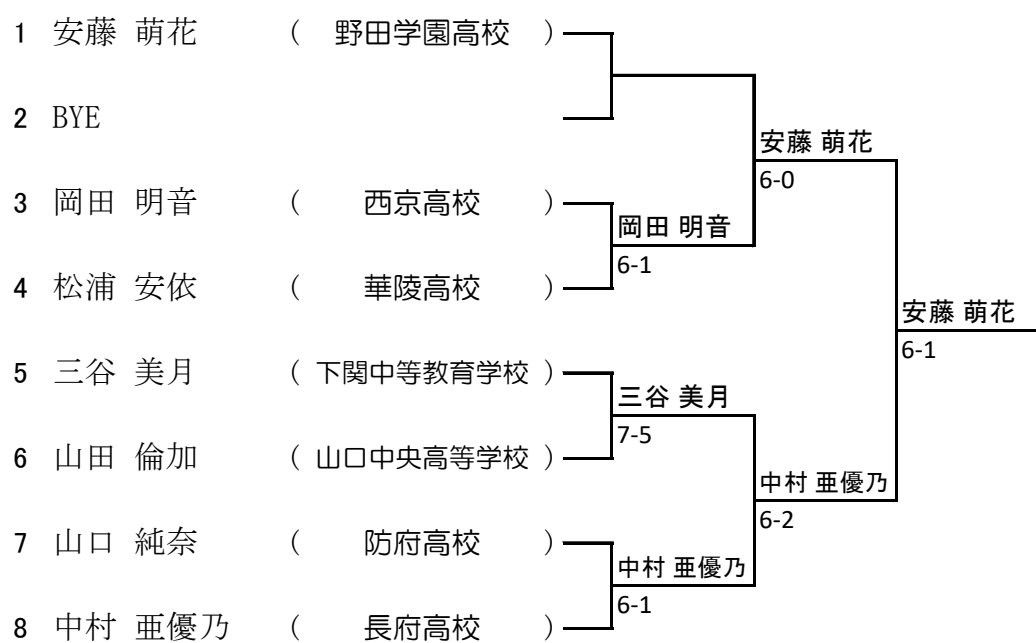 1 安藤 萌花 ( 野田学園高校 )
2 BYE
安藤 萌花
6-0
3 岡田 明音 ( 西京高校 )
岡田 明音
6-1
4 松浦 安依 ( 華陵高校 )
安藤 萌花
6-1
5 三谷 美月 ( 下関中等教育学校 )
三谷 美月
7-5
6 山田 倫加 ( 山口中央高等学校 )
中村 亜優乃
6-2
7 山口 純奈 ( 防府高校 )
中村 亜優乃
6-1
8 中村 亜優乃 ( 長府高校 )